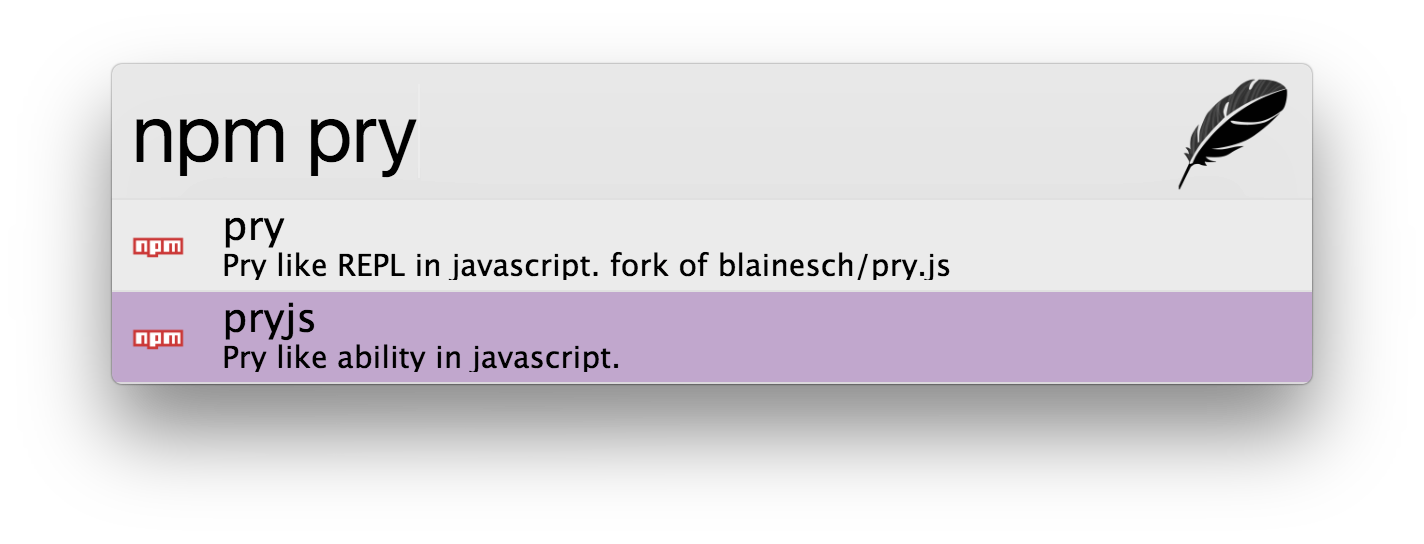 npm pry
npm
pry
Pry like REPL in javascript. fork of blainesch/pry.js
npm
pryjs
Pry like ability in javascript.